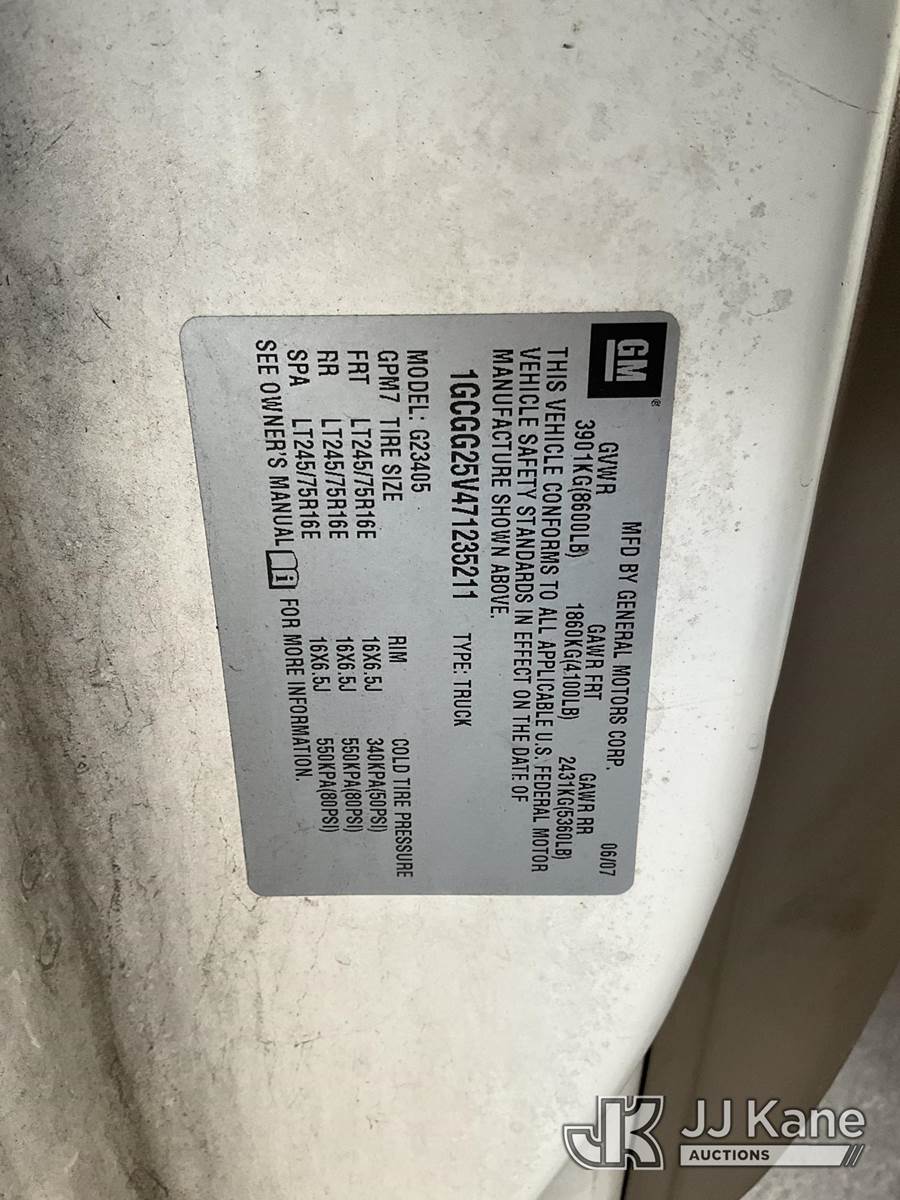 GM®
MFD BY GENERAL MOTORS CORP.
06/07
GVWR GAWR FRT GAWR RR
3901KG(8600LB) 1860KG(4100LB) 2431KG(5360LB)
THIS VEHICLE CONFORMS TO ALL APPLICABLE U.S. FEDERAL MOTOR
VEHICLE SAFETY STANDARDS IN EFFECT ON THE DATE OF
MANUFACTURE SHOWN ABOVE.
1GCGG25V471235211 TYPE: TRUCK
MODEL: G23405
GPM7 TIRE SIZE RIM COLD TIRE PRESSURE
FRT LT245/75R16E 16X6.5J 340KPA(50PSI)
RR LT245/75R16E 16X6.5J 550KPA(80PSI)
SPA LT245/75R16E 16X6.5J 550KPA(80PSI)
SEE OWNER'S MANUAL i FOR MORE INFORMATION.
JK JJ Kane
AUCTIONS